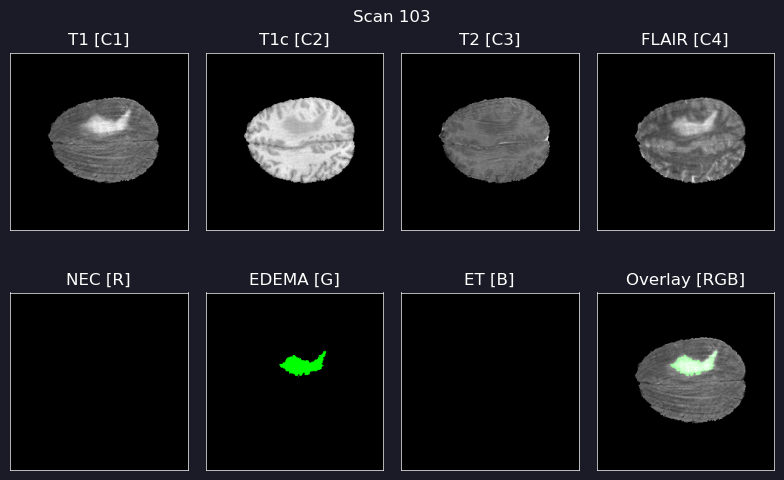 Scan 103
T1 [C1]
T1c [C2]
T2 [C3]
FLAIR [C4]
NEC [R]
EDEMA [G]
ET [B]
Overlay [RGB]